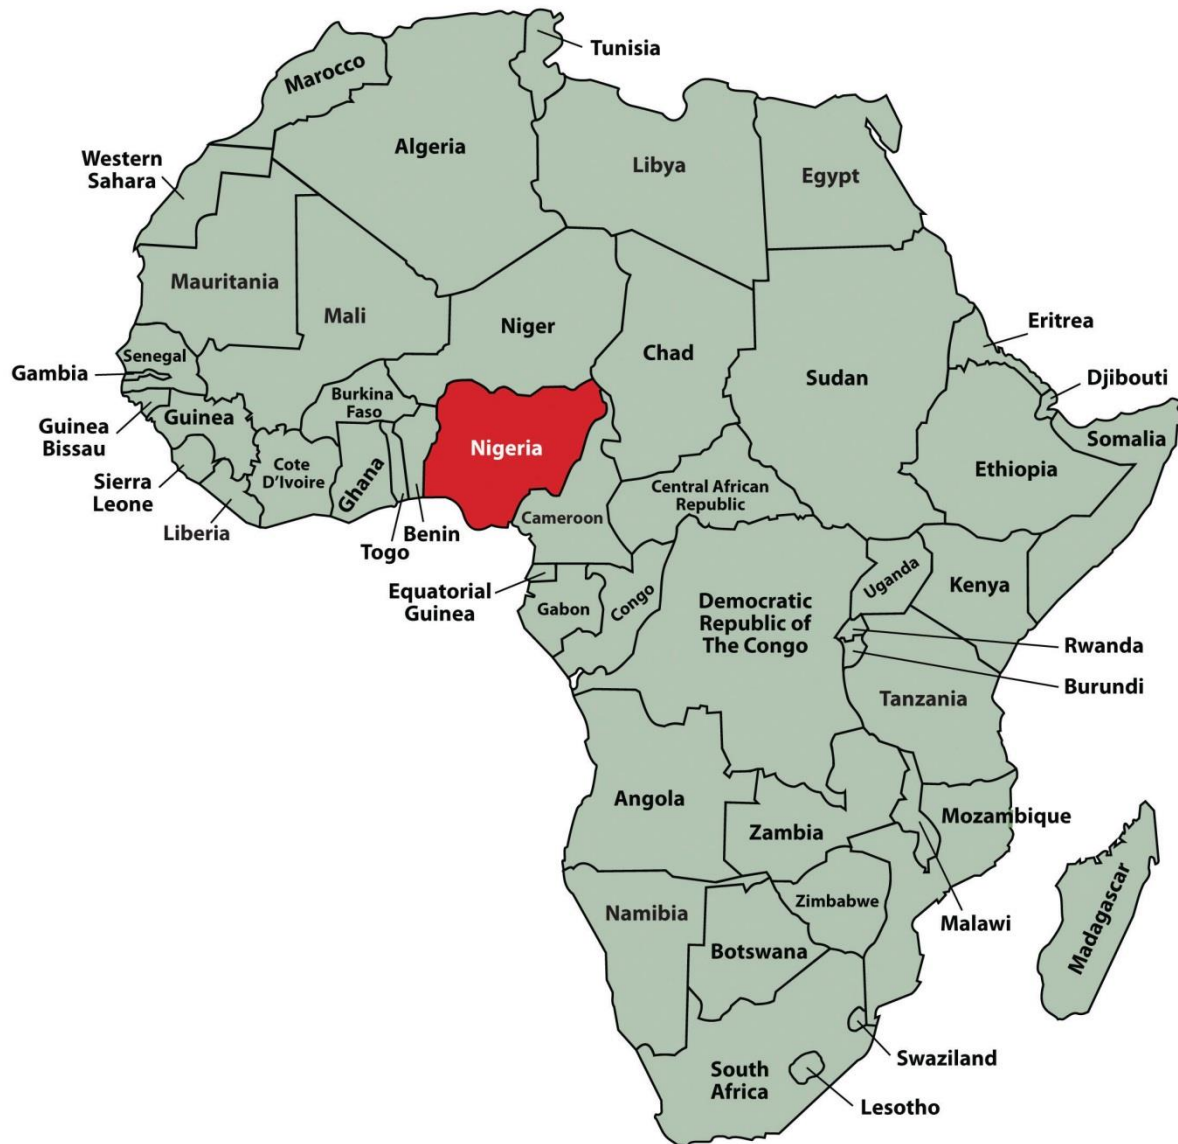 Tunisia
Marocco
Algeria
Libya
Egypt
Western
Sahara
Mauritania
Mali
Niger
Chad
Sudan
Eritrea
Djibouti
Senegal
Gambia
Guinea
Bissau
Guinea
Burkina
Faso
Sierra
Leone
Liberia
Cote
D'Ivoire
Ghana
Togo
Benin
Nigeria
Cameroon
Central African
Republic
Ethiopia
Somalia
Equatorial
Guinea
Gabon
Congo
Democratic
Republic of
The Congo
Uganda
Kenya
Rwanda
Burundi
Tanzania
Angola
Zambia
Mozambique
Malawi
Zimbabwe
Namibia
Botswana
Madagascar
Swaziland
South
Africa
Lesotho